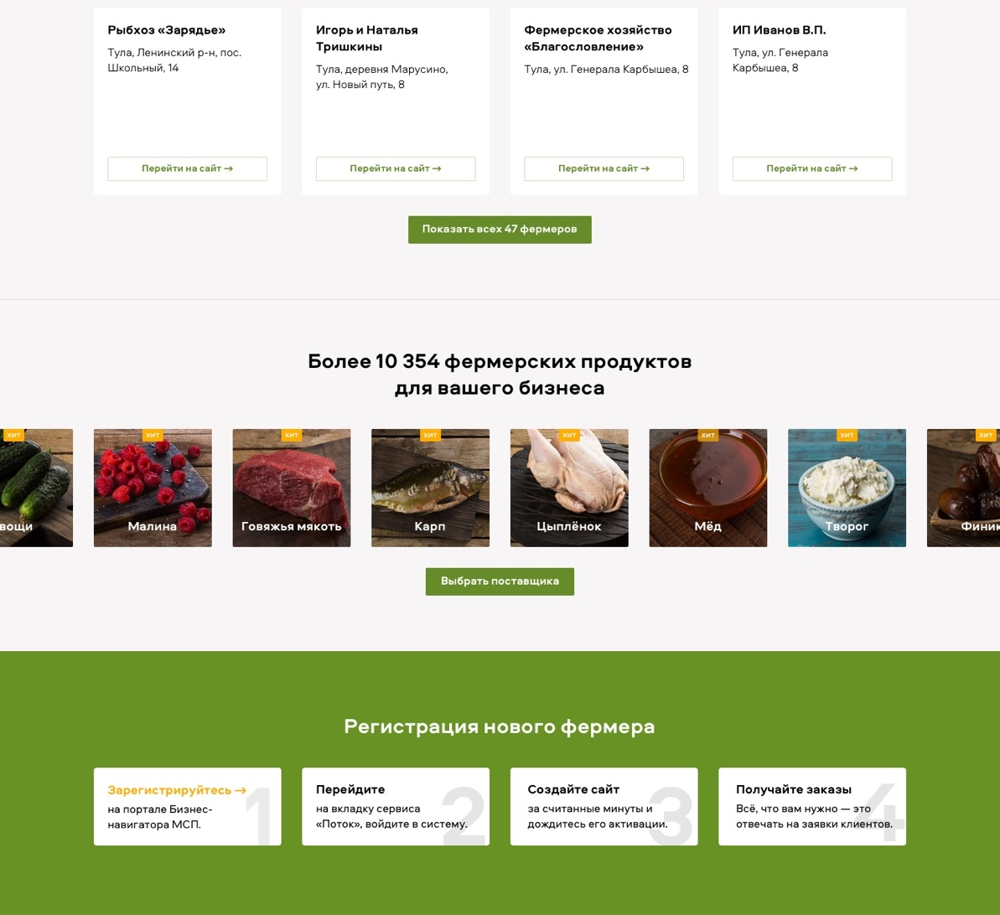 Рыбхоз «Зарядье»
Тула, Ленинский р-н, пос.
Школьный, 14
Перейти на сайт →
Игорь и Наталья
Тришкины
Тула, деревня Марусино,
ул. Новый путь, 8
Перейти на сайт →
Фермерское хозяйство
«Благословление»
Тула, ул. Генерала Карбышеа, 8
Перейти на сайт →
ИП Иванов В.П.
Тула, ул. Генерала
Карбышеа, 8
Перейти на сайт →
Показать всех 47 фермеров
Более 10 354 фермерских продуктов
для вашего бизнеса
ХИТ
вощи
ХИТ
Малина
ХИТ
Говяжья мякоть
ХИТ
Карп
ХИТ
Цыплёнок
ХИТ
Мёд
ХИТ
Творог
ХИТ
Финик
Выбрать поставщика
Регистрация нового фермера
1
Зарегистрируйтесь →
на портале Бизнес-
навигатора МСП.
2
Перейдите
на вкладку сервиса
«Поток», войдите в систему.
3
Создайте сайт
за считанные минуты и
дождитесь его активации.
4
Получайте заказы
Всё, что вам нужно — это
отвечать на заявки клиентов.